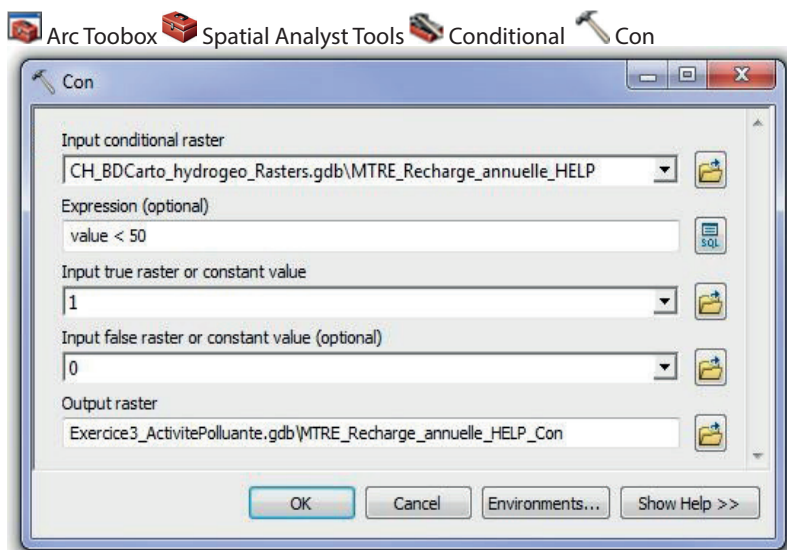 Arc Toobox Spatial Analyst Tools Conditional Con
Con
Input conditional raster
CH_BDCarto_hydrogeo_Rasters.gdb\MTRE_Recharge_annuelle_HELP
Expression (optional)
value < 50
SQL
Input true raster or constant value
1
Input false raster or constant value (optional)
0
Output raster
Exercice3_ActivitePolluante.gdb\MTRE_Recharge_annuelle_HELP_Con
OK Cancel Environments... Show Help >>